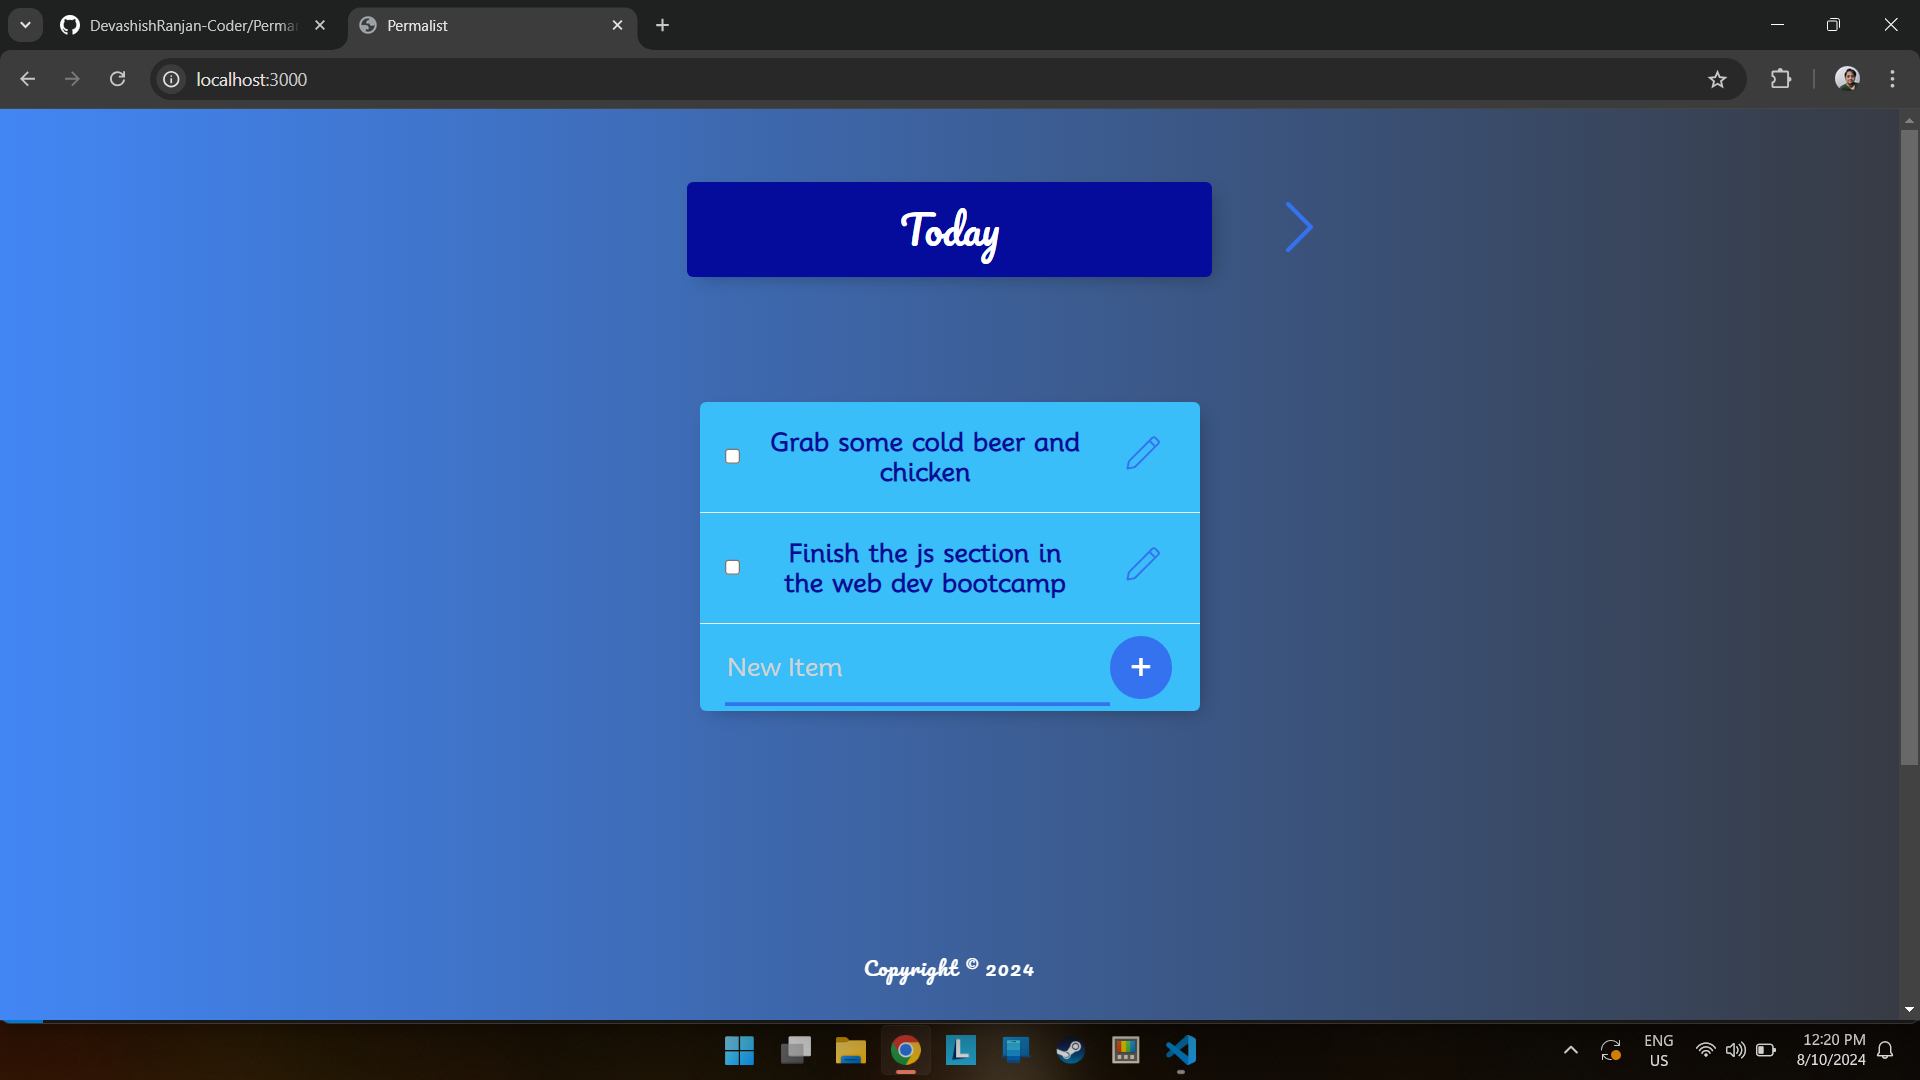 DevashishRanjan-Coder/Perma
Permalist
localhost:3000
Today
Grab some cold beer and
chicken
Finish the js section in
the web dev bootcamp
New Item
+
Copyright © 2024
L
ENG
US
12:20 PM
8/10/2024